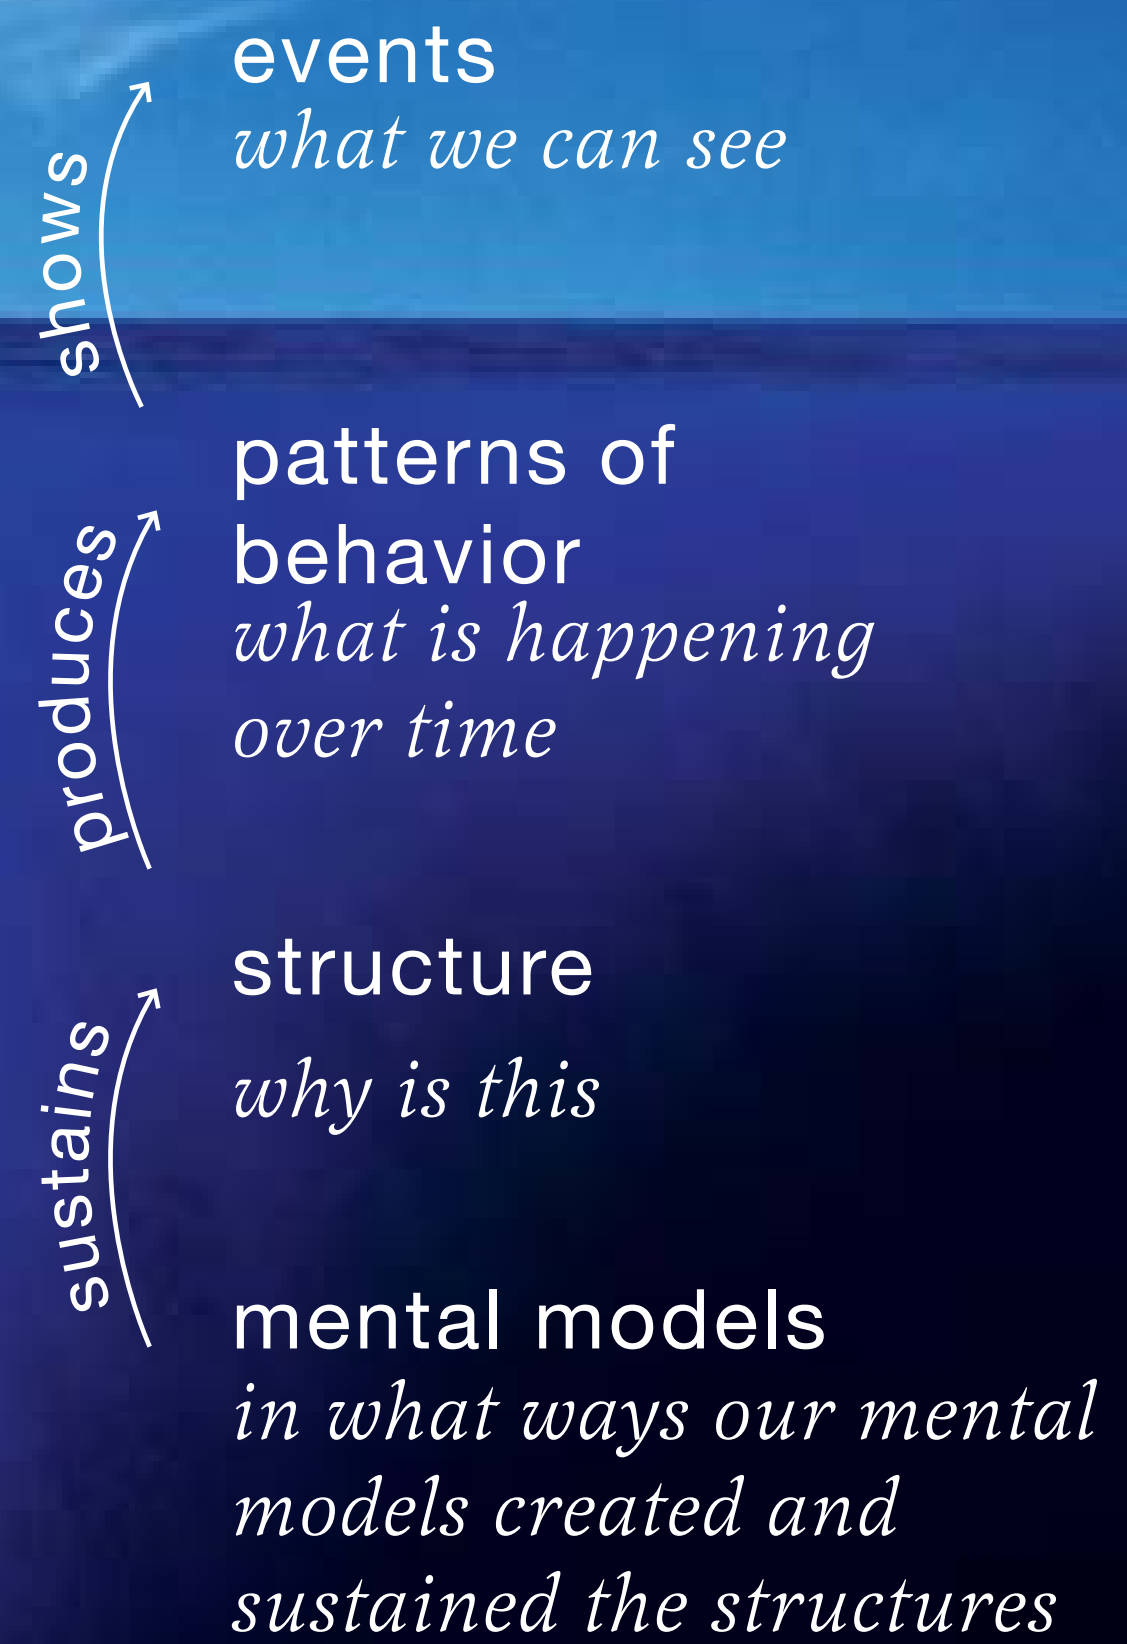 events
what we can see
shows
patterns of
behavior
what is happening
over time
produces
structure
why is this
sustains
mental models
in what ways our mental
models created and
sustained the structures